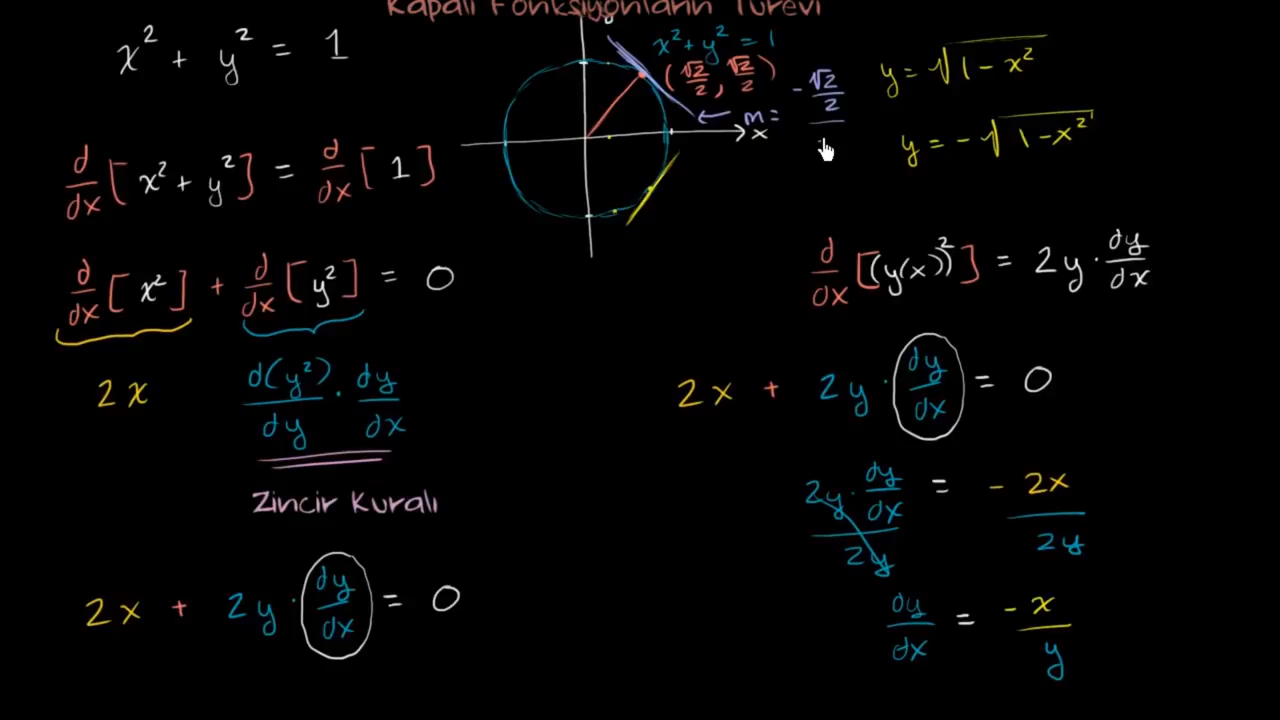 Kapalı Fonksiyonların Türevi
x² + y² = 1
x² + y² = 1
(√2/2, √2/2)
m = -√2/2
x
y = √1 - x²
y = -√1 - x²
d/dx [x² + y²] = d/dx [1]
d/dx [x²] + d/dx [y²] = 0
2x d(y²)/dy · dy/dx
Zincir Kuralı
2x + 2y · dy/dx = 0
d/dx [(y(x))²] = 2y · dy/dx
2x + 2y · dy/dx = 0
2y · dy/dx / 2y = -2x / 2y
dy/dx = -x/y